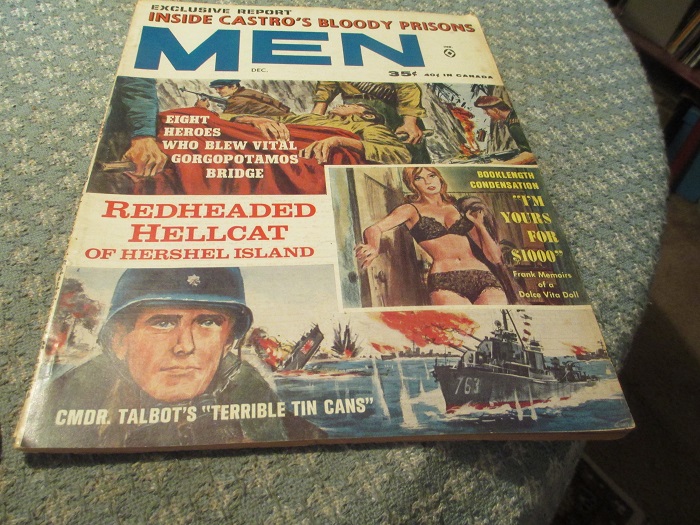 EXCLUSIVE REPORT
INSIDE CASTRO'S BLOODY PRISONS
MEN
DEC.
35¢ 40¢ IN CANADA
EIGHT
HEROES
WHO BLEW VITAL
GORGOPOTAMOS
BRIDGE
BOOKLENGTH
CONDENSATION
"I'M
YOURS
FOR
$1000"
Frank Memoirs
of a
Dolce Vita Doll
REDHEADED
HELLCAT
OF HERSHEL ISLAND
763
CMDR. TALBOT'S "TERRIBLE TIN CANS"